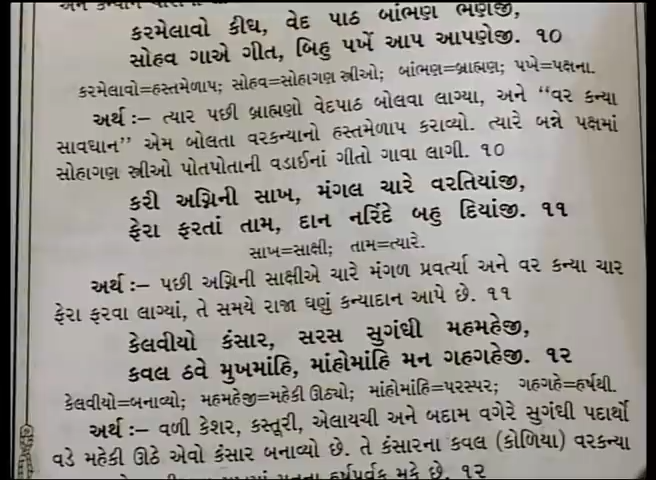 કરમેલાવો કીધ, વેદ પાઠ બાંભણ ભણેજી,
સોહવ ગાએ ગીત, બિહુ પખેં આપ આપણેજી. ૧૦
કરમેલાવો=હસ્તમેળાપ; સોહવ=સોહાગણ સ્ત્રીઓ; બાંભણ=બ્રાહ્મણ; પખે=પક્ષના.
અર્થ :– ત્યાર પછી બ્રાહ્મણો વેદપાઠ બોલવા લાગ્યા, અને “વર કન્યા
સાવધાન” એમ બોલતા વરકન્યાનો હસ્તમેળાપ કરાવ્યો. ત્યારે બન્ને પક્ષમાં
સોહાગણ સ્ત્રીઓ પોતપોતાની વડાઈનાં ગીતો ગાવા લાગી. ૧૦
કરી અગ્નિની સાખ, મંગલ ચારે વરતિયાંજી,
ફેરા ફરતાં તામ, દાન નરિંદે બહુ દિયાંજી. ૧૧
સાખ=સાક્ષી; તામ=ત્યારે.
અર્થ :– પછી અગ્નિની સાક્ષીએ ચારે મંગળ પ્રવર્ત્યા અને વર કન્યા ચાર
ફેરા ફરવા લાગ્યાં, તે સમયે રાજા ઘણું કન્યાદાન આપે છે. ૧૧
કેલવીયો કંસાર, સરસ સુગંધી મહમહેજી,
કવલ ઠવે મુખમાંહિ, માંહોમાંહિ મન ગહગહેજી. ૧૨
કેલવીયો=બનાવ્યો; મહમહેજી=મહેકી ઊઠ્યો; માંહોમાંહિ=પરસ્પર; ગહગહે=હર્ષથી.
અર્થ :– વળી કેશર, કસ્તૂરી, એલાયચી અને બદામ વગેરે સુગંધી પદાર્થો
વડે મહેકી ઊઠે એવો કંસાર બનાવ્યો છે. તે કંસારના કવલ (કોળિયા) વરકન્યા
હર્ષપૂર્વક મૂકે છે. ૧૨